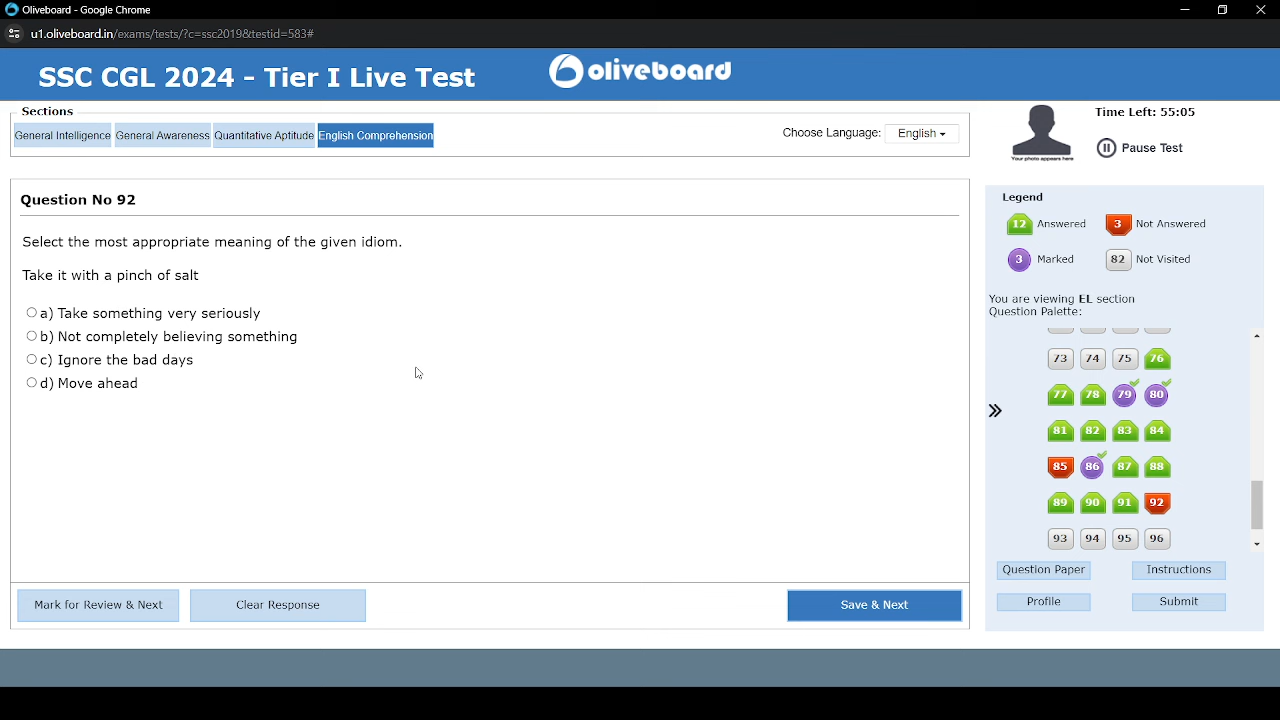 Oliveboard - Google Chrome
u1.oliveboard.in/exams/tests/?c=ssc2019&testid=583#
SSC CGL 2024 - Tier I Live Test
oliveboard
Sections
General Intelligence General Awareness Quantitative Aptitude English Comprehension
Choose Language: English
Your photo appears here
Time Left: 55:05
Pause Test
Question No 92
Select the most appropriate meaning of the given idiom.
Take it with a pinch of salt
a) Take something very seriously
b) Not completely believing something
c) Ignore the bad days
d) Move ahead
Mark for Review & Next
Clear Response
Save & Next
Legend
12 Answered 3 Not Answered
3 Marked 82 Not Visited
You are viewing EL section
Question Palette:
73 74 75 76
77 78 79 80
81 82 83 84
85 86 87 88
89 90 91 92
93 94 95 96
Question Paper Instructions
Profile Submit